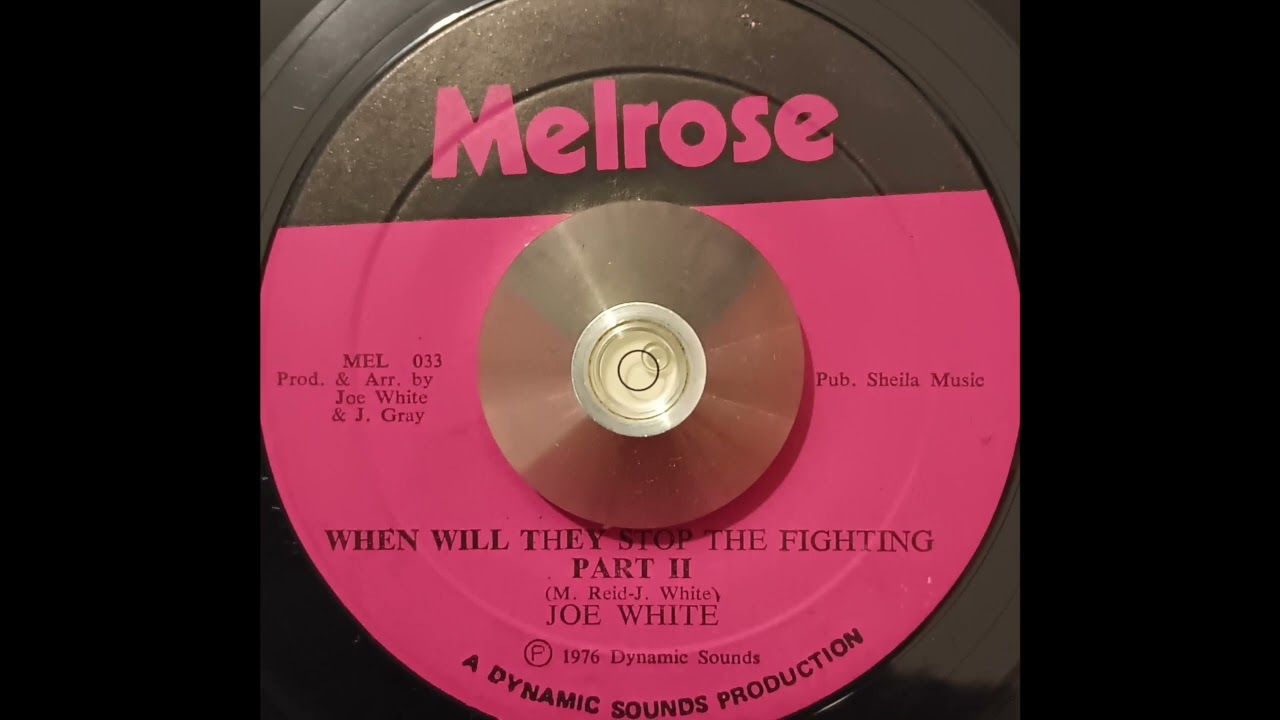 Melrose
MEL 033
Prod. & Arr. by
Joe White
& J. Gray
Pub. Sheila Music
WHEN WILL THEY STOP THE FIGHTING
PART II
(M. Reid-J. White)
JOE WHITE
Ⓟ 1976 Dynamic Sounds
A DYNAMIC SOUNDS PRODUCTION